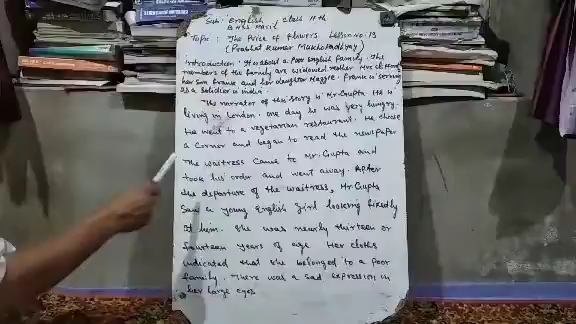 Sub: English, class 11th
Topic: The Price of Flowers Lesson No: 13
(Prabhat Kumar Mukhopadhyay)
Introduction: It is about a Poor English family. The
members of the family are widowed mother Mrs Clifford
her Son Frank and her daughter Maggie. Frank is serving
as a Soldier in India.
The narrator of this story is Mr Gupta. He is
living in London. One day he was very hungry.
He went to a vegetarian restaurant. He chose
a corner and began to read the newspaper
The waitress came to Mr. Gupta and
took his order and went away. After
the departure of the waitress, Mr Gupta
Saw a young English girl looking fixedly
at him. She was nearly thirteen or
fourteen years of age. Her cloths
indicated that she belonged to a poor
family. There was a sad expression in
her large eyes